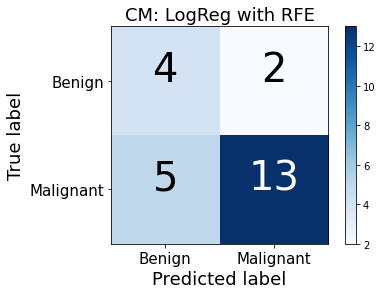 CM: LogReg with RFE
True label
Benign
4
2
Malignant
5
13
Benign
Malignant
Predicted label
12
10
8
6
4
2